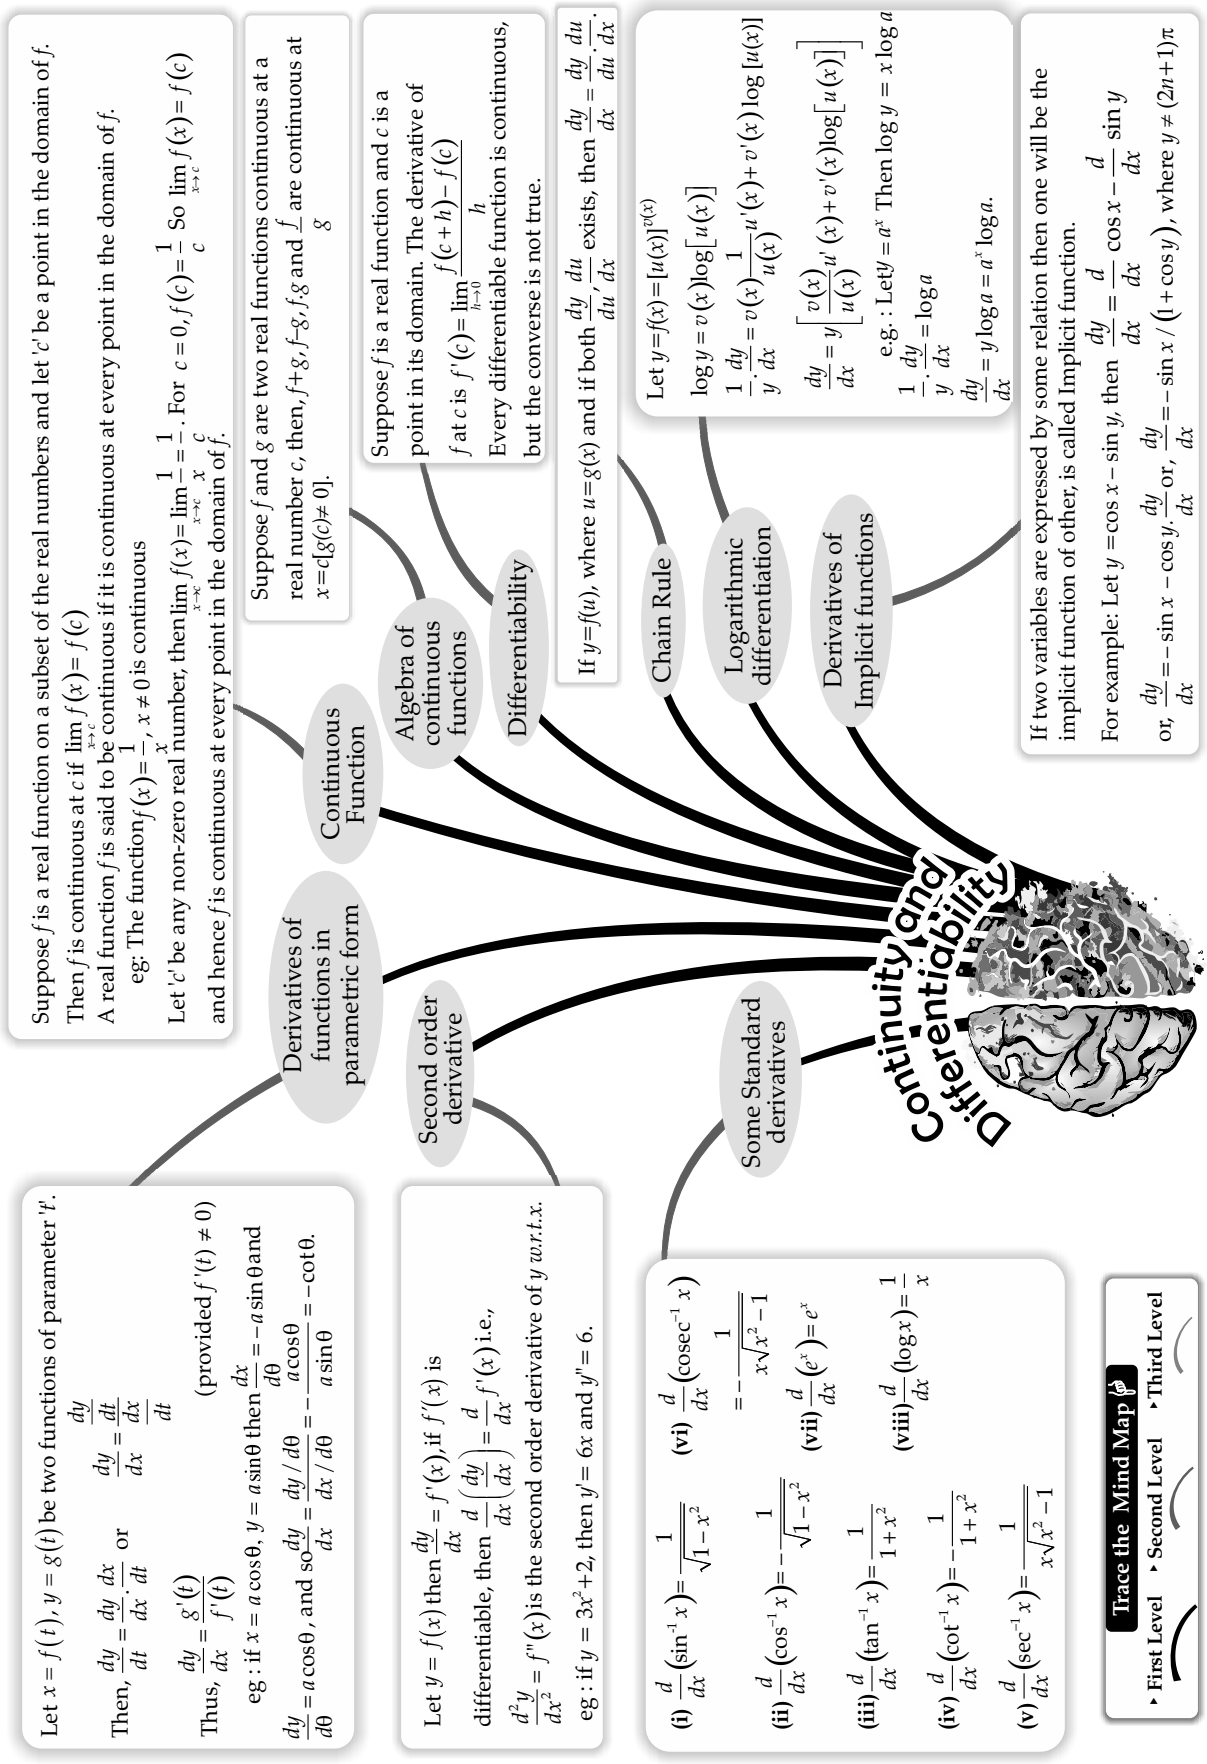 Continuity and
Differentiability
Continuous
Function
Suppose f is a real function on a subset of the real numbers and let 'c' be a point in the domain of f.
Then f is continuous at c if lim_{x→c} f(x) = f(c)
A real function f is said to be continuous if it is continuous at every point in the domain of f.
eg: The function f(x) = 1/x, x ≠ 0 is continuous
Let 'c' be any non-zero real number, then lim_{x→c} f(x) = lim_{x→c} 1/x = 1/c. For c = 0, f(c) = 1/c So lim_{x→c} f(x) = f(c)
and hence f is continuous at every point in the domain of f.
Algebra of
continuous
functions
Suppose f and g are two real functions continuous at a
real number c, then, f+g, f–g, f.g and f/g are continuous at
x=c[g(c)≠ 0].
Differentiability
Suppose f is a real function and c is a
point in its domain. The derivative of
f at c is f'(c) = lim_{h→0} (f(c+h) – f(c))/h
Every differentiable function is continuous,
but the converse is not true.
Chain Rule
If y=f(u), where u=g(x) and if both dy/du, du/dx exists, then dy/dx = dy/du . du/dx.
Logarithmic
differentiation
Let y=f(x)=[u(x)]^{v(x)}
log y = v(x)log[u(x)]
1/y . dy/dx = v(x) 1/u(x) u'(x)+ v'(x) log [u(x)]
dy/dx = y[v(x)/u(x) u'(x)+v'(x)log[u(x)]]
e.g. : Let y = a^x Then log y = x log a
1/y . dy/dx = log a
dy/dx = y log a = a^x log a.
Derivatives of
Implicit functions
If two variables are expressed by some relation then one will be the
implicit function of other, is called Implicit function.
For example: Let y =cos x – sin y, then dy/dx = d/dx cos x – d/dx sin y
or, dy/dx = – sin x – cos y. dy/dx or, dy/dx = – sin x / (1+cos y), where y ≠ (2n+1)π
Derivatives of
functions in
parametric form
Let x = f(t), y = g(t) be two functions of parameter 't'.
Then, dy/dt = dy/dx . dx/dt or dy/dx = (dy/dt)/(dx/dt)
Thus, dy/dx = g'(t)/f'(t) (provided f'(t) ≠ 0)
eg : if x = a cosθ, y = a sinθ then dx/dθ = –a sinθ and
dy/dθ = a cosθ, and so dy/dx = (dy / dθ)/(dx / dθ) = – a cosθ/a sinθ = –cotθ.
Second order
derivative
Let y = f(x) then dy/dx = f'(x), if f'(x) is
differentiable, then d/dx (dy/dx) = d/dx f'(x) i.e.,
d²y/dx² = f"(x) is the second order derivative of y w.r.t.x.
eg : if y = 3x²+2, then y'= 6x and y"= 6.
Some Standard
derivatives
(i) d/dx (sin⁻¹ x) = 1/√(1–x²)
(ii) d/dx (cos⁻¹ x) = – 1/√(1–x²)
(iii) d/dx (tan⁻¹ x) = 1/(1+x²)
(iv) d/dx (cot⁻¹ x) = – 1/(1+x²)
(v) d/dx (sec⁻¹ x) = 1/(x√(x² –1))
(vi) d/dx (cosec⁻¹ x)
= – 1/(x√(x² –1))
(vii) d/dx (e^x) = e^x
(viii) d/dx (log x) = 1/x
Trace the Mind Map
First Level Second Level Third Level